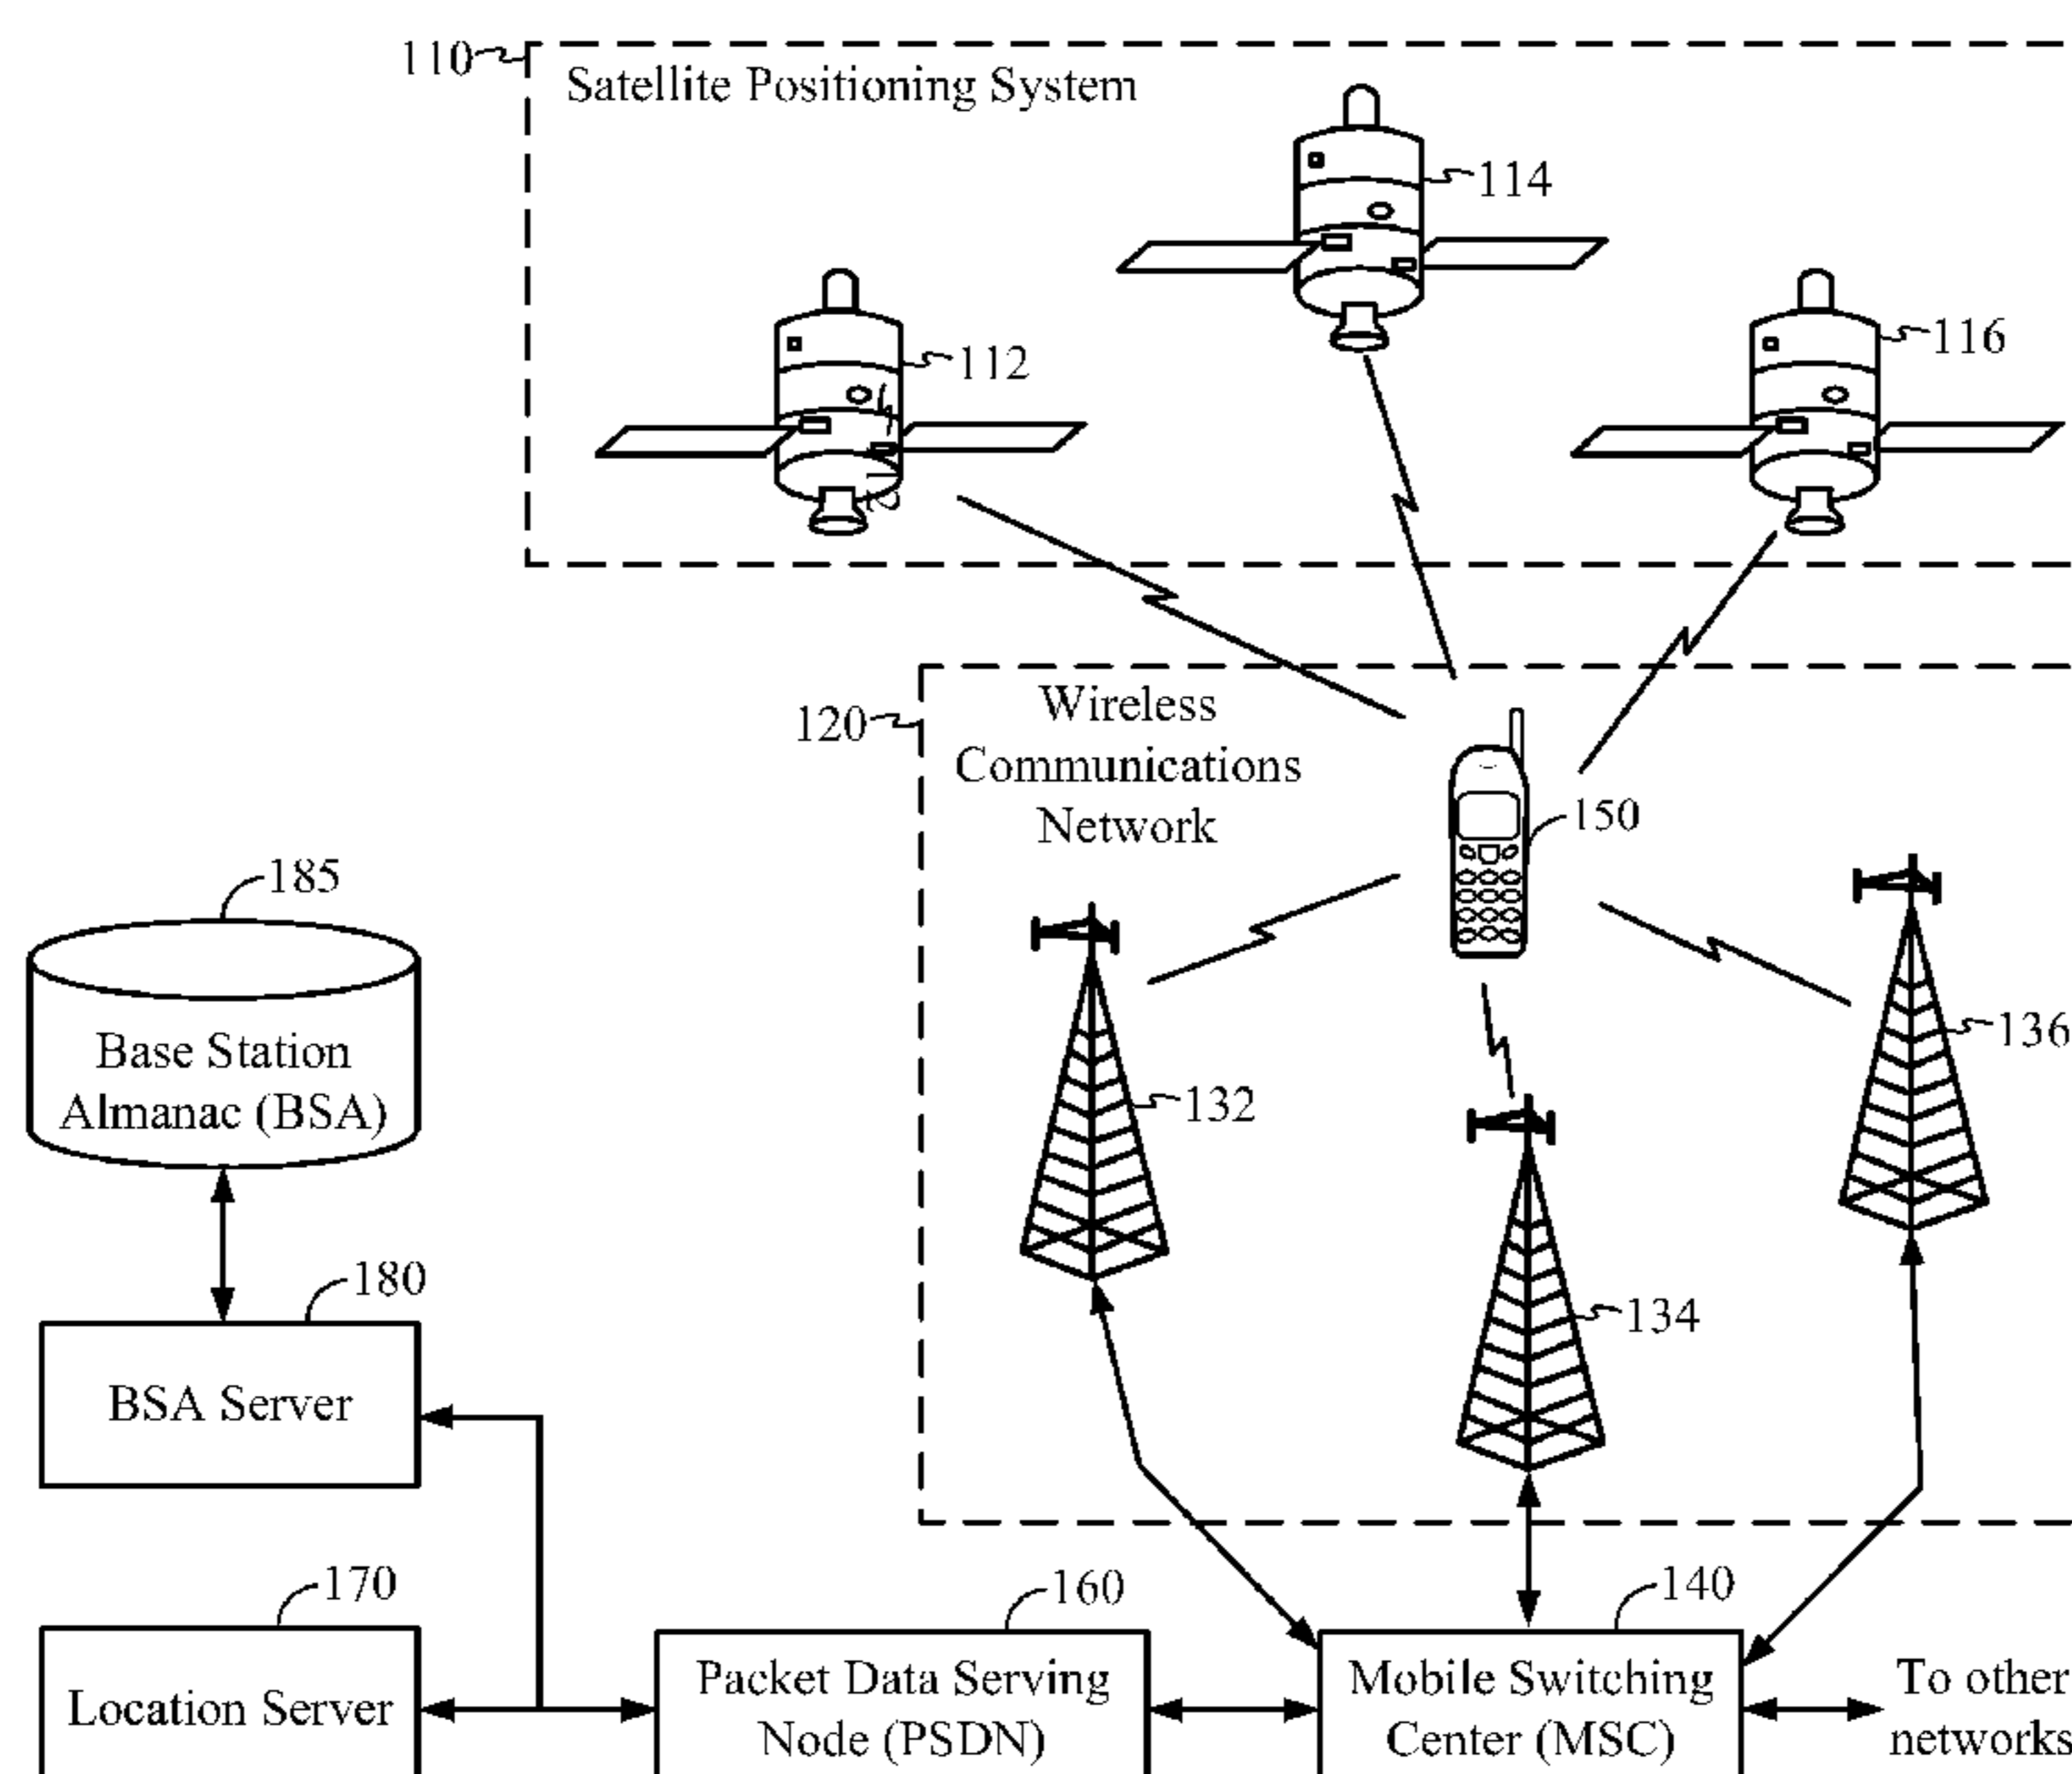 110
Satellite Positioning System
114
116
112
112
120
Wireless
Communications
Network
150
185
Base Station
Almanac (BSA)
136
132
180
134
BSA Server
170
160
140
Location Server
Packet Data Serving
Node (PSDN)
Mobile Switching
Center (MSC)
To other
networks